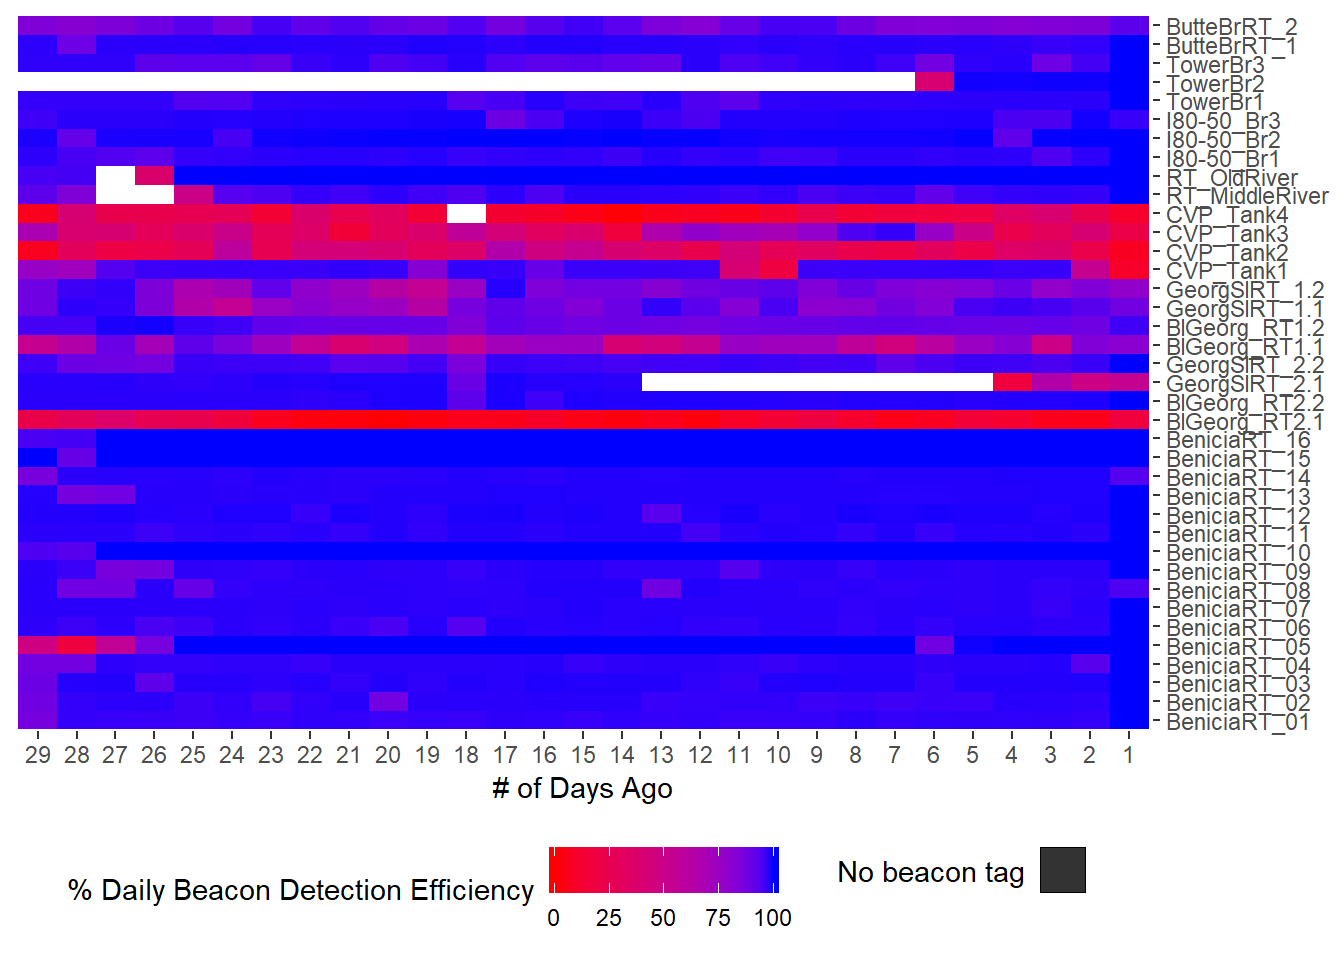 ButteBrRT_2
ButteBrRT_1
TowerBr3
TowerBr2
TowerBr1
I80-50_Br3
I80-50_Br2
I80-50_Br1
RT_OldRiver
RT_MiddleRiver
CVP_Tank4
CVP_Tank3
CVP_Tank2
CVP_Tank1
GeorgSlRT_1.2
GeorgSlRT_1.1
BlGeorg_RT1.2
BlGeorg_RT1.1
GeorgSlRT_2.2
GeorgSlRT_2.1
BlGeorg_RT2.2
BlGeorg_RT2.1
BeniciaRT_16
BeniciaRT_15
BeniciaRT_14
BeniciaRT_13
BeniciaRT_12
BeniciaRT_11
BeniciaRT_10
BeniciaRT_09
BeniciaRT_08
BeniciaRT_07
BeniciaRT_06
BeniciaRT_05
BeniciaRT_04
BeniciaRT_03
BeniciaRT_02
BeniciaRT_01
29 28 27 26 25 24 23 22 21 20 19 18 17 16 15 14 13 12 11 10 9 8 7 6 5 4 3 2 1
# of Days Ago
% Daily Beacon Detection Efficiency
0 25 50 75 100
No beacon tag